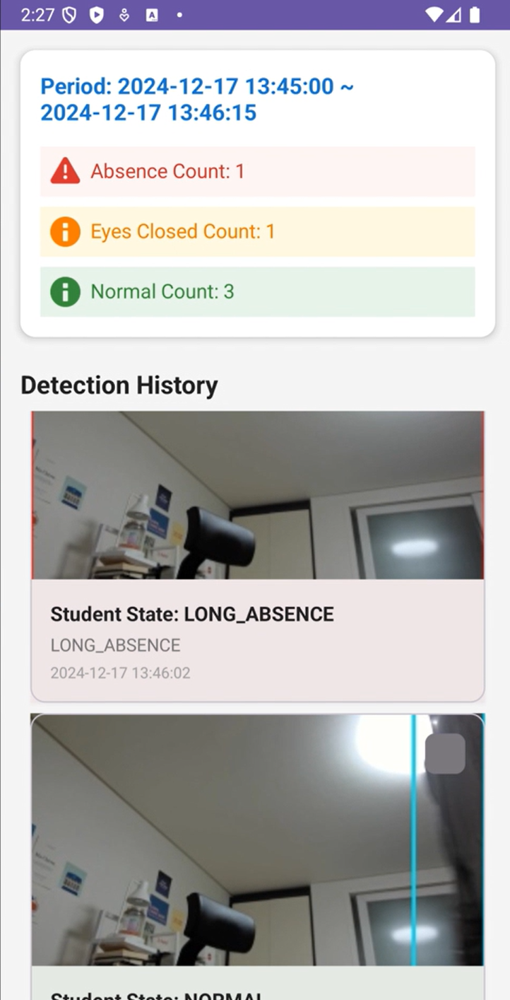 2:27
Period: 2024-12-17 13:45:00 ~
2024-12-17 13:46:15
Absence Count: 1
Eyes Closed Count: 1
Normal Count: 3
Detection History
Student State: LONG_ABSENCE
LONG_ABSENCE
2024-12-17 13:46:02
Student State: NORMAL